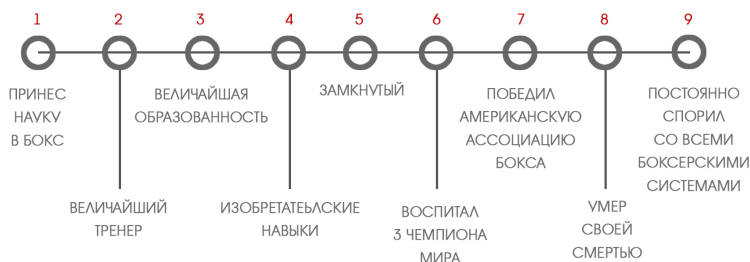 1 2 3 4 5 6 7 8 9
ПРИНЕС
НАУКУ
В БОКС
ВЕЛИЧАЙШИЙ
ТРЕНЕР
ВЕЛИЧАЙШАЯ
ОБРАЗОВАННОСТЬ
ИЗОБРЕТАТЕЬЛСКИЕ
НАВЫКИ
ЗАМКНУТЫЙ
ВОСПИТАЛ
3 ЧЕМПИОНА
МИРА
ПОБЕДИЛ
АМЕРИКАНСКУЮ
АССОЦИАЦИЮ
БОКСА
УМЕР
СВОЕЙ
СМЕРТЬЮ
ПОСТОЯННО
СПОРИЛ
СО ВСЕМИ
БОКСЕРСКИМИ
СИСТЕМАМИ